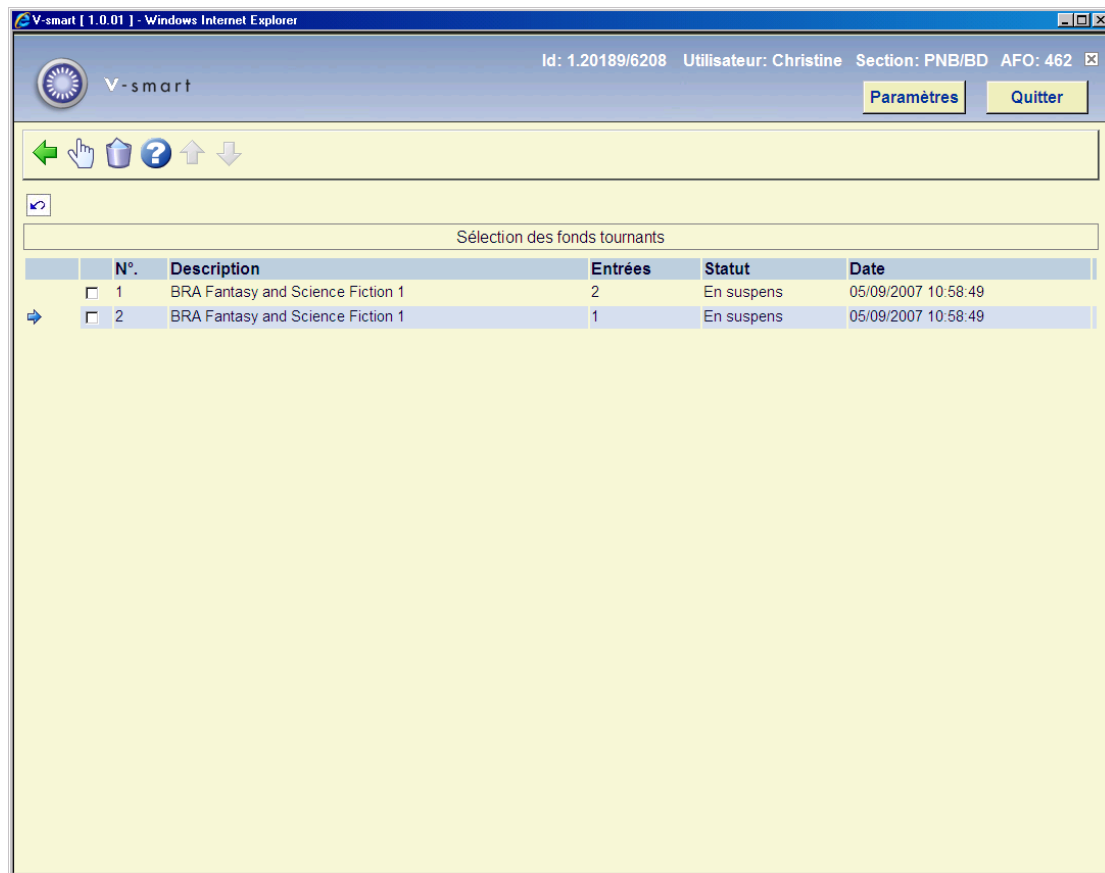 V-smart [ 1.0.01 ] - Windows Internet Explorer
Id: 1.20189/6208 Utilisateur: Christine Section: PNB/BD AFO: 462
V-smart
Paramètres Quitter
Sélection des fonds tournants
N°. Description Entrées Statut Date
1 BRA Fantasy and Science Fiction 1 2 En suspens 05/09/2007 10:58:49
2 BRA Fantasy and Science Fiction 1 1 En suspens 05/09/2007 10:58:49